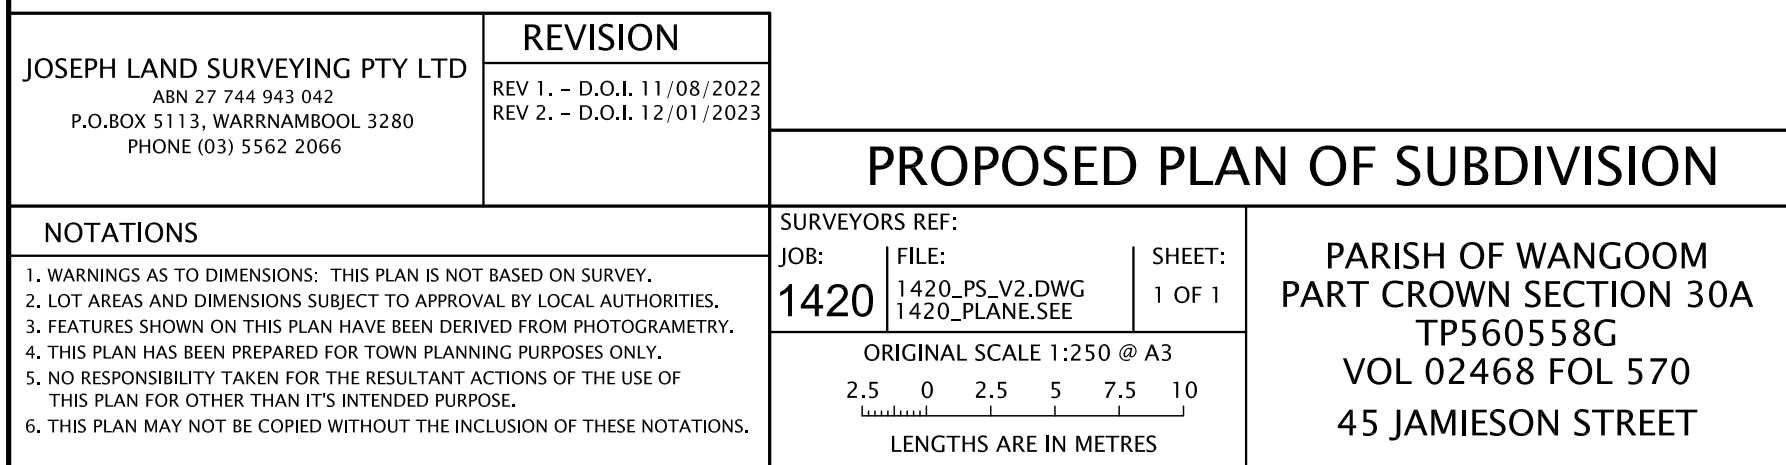 JOSEPH LAND SURVEYING PTY LTD
ABN 27 744 943 042
P.O.BOX 5113, WARRNAMBOOL 3280
PHONE (03) 5562 2066
REVISION
REV 1. – D.O.I. 11/08/2022
REV 2. – D.O.I. 12/01/2023
PROPOSED PLAN OF SUBDIVISION
NOTATIONS
1. WARNINGS AS TO DIMENSIONS: THIS PLAN IS NOT BASED ON SURVEY.
2. LOT AREAS AND DIMENSIONS SUBJECT TO APPROVAL BY LOCAL AUTHORITIES.
3. FEATURES SHOWN ON THIS PLAN HAVE BEEN DERIVED FROM PHOTOGRAMETRY.
4. THIS PLAN HAS BEEN PREPARED FOR TOWN PLANNING PURPOSES ONLY.
5. NO RESPONSIBILITY TAKEN FOR THE RESULTANT ACTIONS OF THE USE OF
THIS PLAN FOR OTHER THAN IT'S INTENDED PURPOSE.
6. THIS PLAN MAY NOT BE COPIED WITHOUT THE INCLUSION OF THESE NOTATIONS.
SURVEYORS REF:
JOB:
1420
FILE:
1420_PS_V2.DWG
1420_PLANE.SEE
SHEET:
1 OF 1
ORIGINAL SCALE 1:250 @ A3
2.5 0 2.5 5 7.5 10
LENGTHS ARE IN METRES
PARISH OF WANGOOM
PART CROWN SECTION 30A
TP560558G
VOL 02468 FOL 570
45 JAMIESON STREET